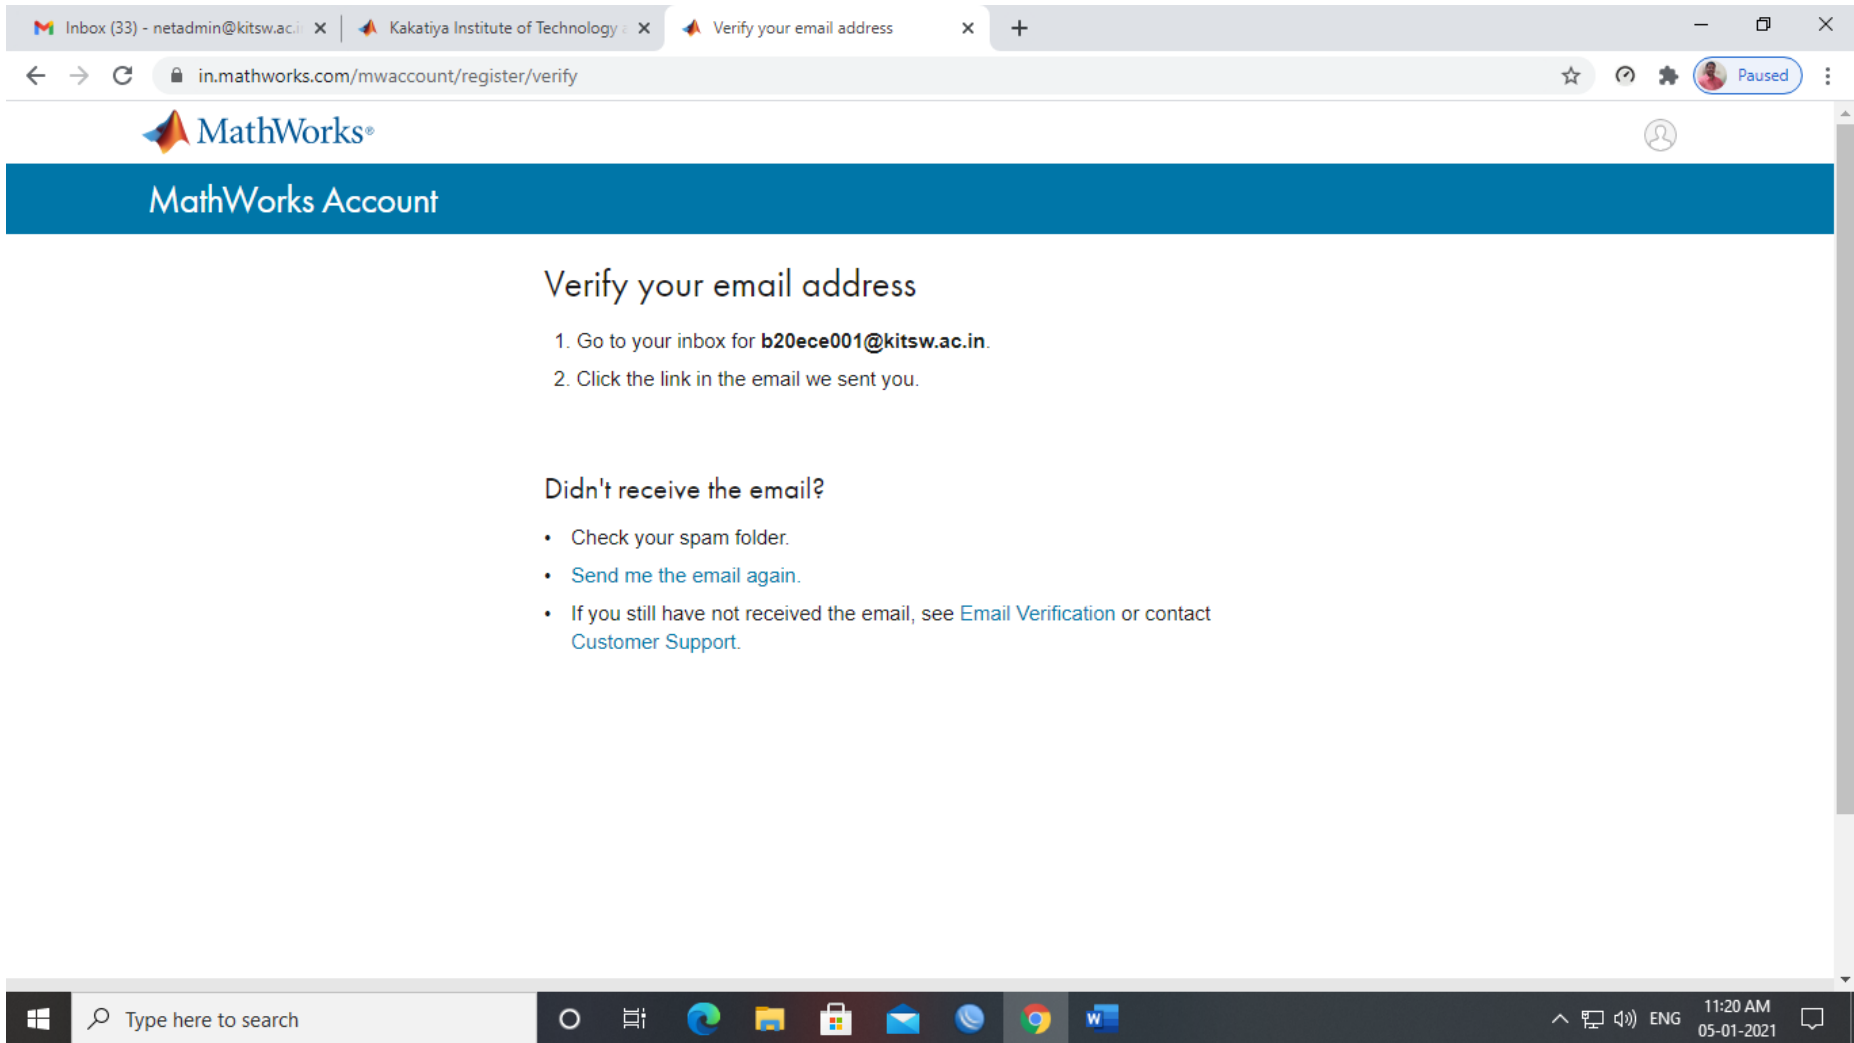 Inbox (33) - netadmin@kitsw.ac.i
Kakatiya Institute of Technology a
Verify your email address
in.mathworks.com/mwaccount/register/verify
Paused
MathWorks®
MathWorks Account
Verify your email address
1. Go to your inbox for b20ece001@kitsw.ac.in.
2. Click the link in the email we sent you.
Didn't receive the email?
• Check your spam folder.
• Send me the email again.
• If you still have not received the email, see Email Verification or contact
Customer Support.
Type here to search
W
ENG
11:20 AM
05-01-2021